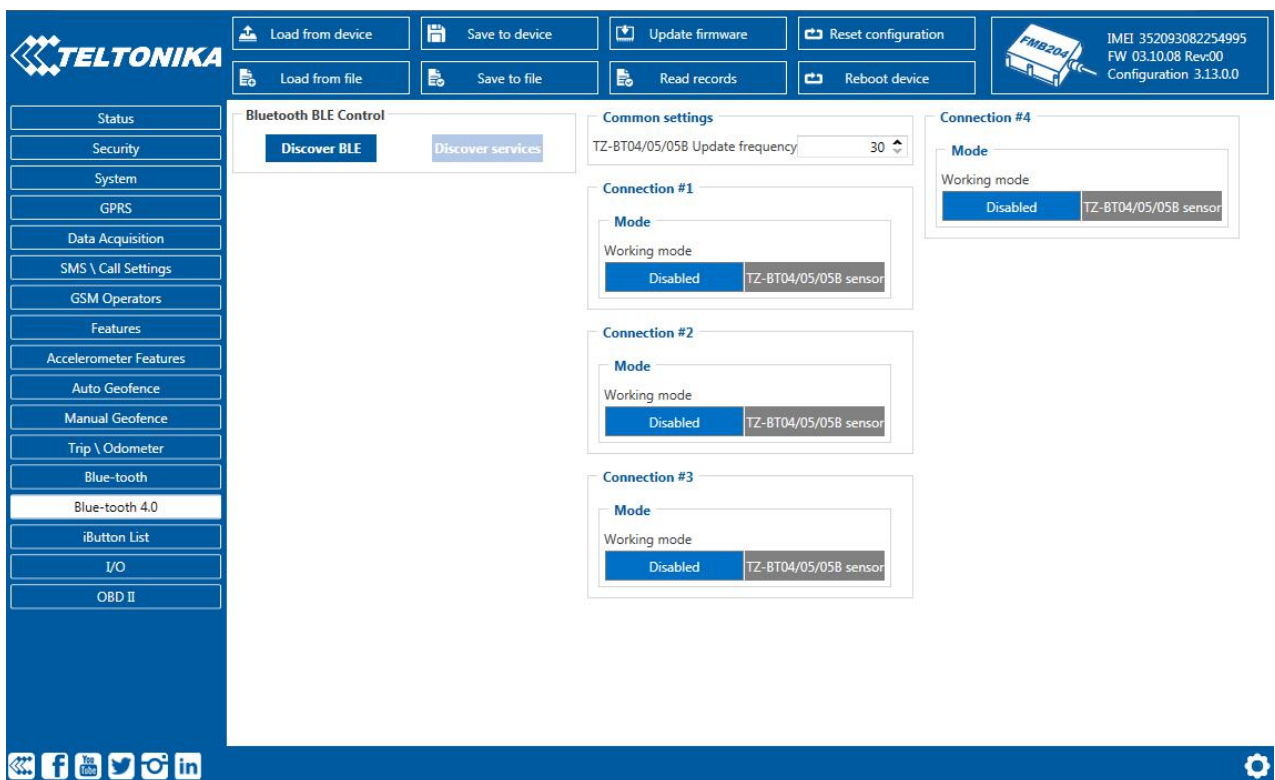 TELTONIKA
Load from device
Save to device
Update firmware
Reset configuration
Load from file
Save to file
Read records
Reboot device
FMB204
IMEI 352093082254995
FW 03.10.08 Rev:00
Configuration 3.13.0.0
Status
Security
System
GPRS
Data Acquisition
SMS \ Call Settings
GSM Operators
Features
Accelerometer Features
Auto Geofence
Manual Geofence
Trip \ Odometer
Blue-tooth
Blue-tooth 4.0
iButton List
I/O
OBD II
Bluetooth BLE Control
Discover BLE
Discover services
Common settings
TZ-BT04/05/05B Update frequency 30
Connection #1
Mode
Working mode
Disabled TZ-BT04/05/05B sensor
Connection #2
Mode
Working mode
Disabled TZ-BT04/05/05B sensor
Connection #3
Mode
Working mode
Disabled TZ-BT04/05/05B sensor
Connection #4
Mode
Working mode
Disabled TZ-BT04/05/05B sensor
f
You
Tube
in